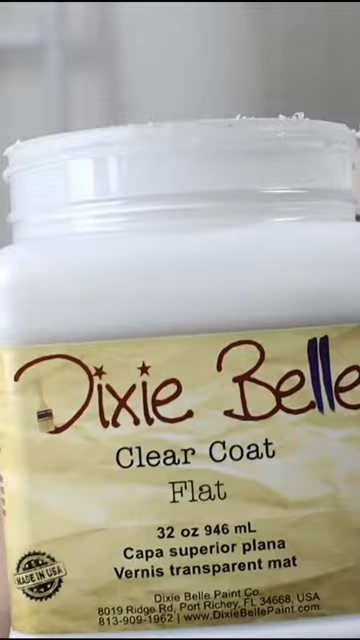 Dixie Belle
Clear Coat
Flat
32 oz 946 mL
Capa superior plana
Vernis transparent mat
MADE IN USA
Dixie Belle Paint Co.
8019 Ridge Rd, Port Richey, FL 34668, USA
813-909-1962 | www.DixieBellePaint.com